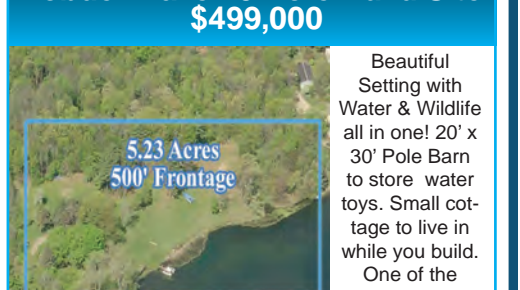 $499,000
5.23 Acres
500' Frontage
Beautiful
Setting with
Water & Wildlife
all in one! 20’ x
30’ Pole Barn
to store water
toys. Small cot-
tage to live in
while you build.
One of the